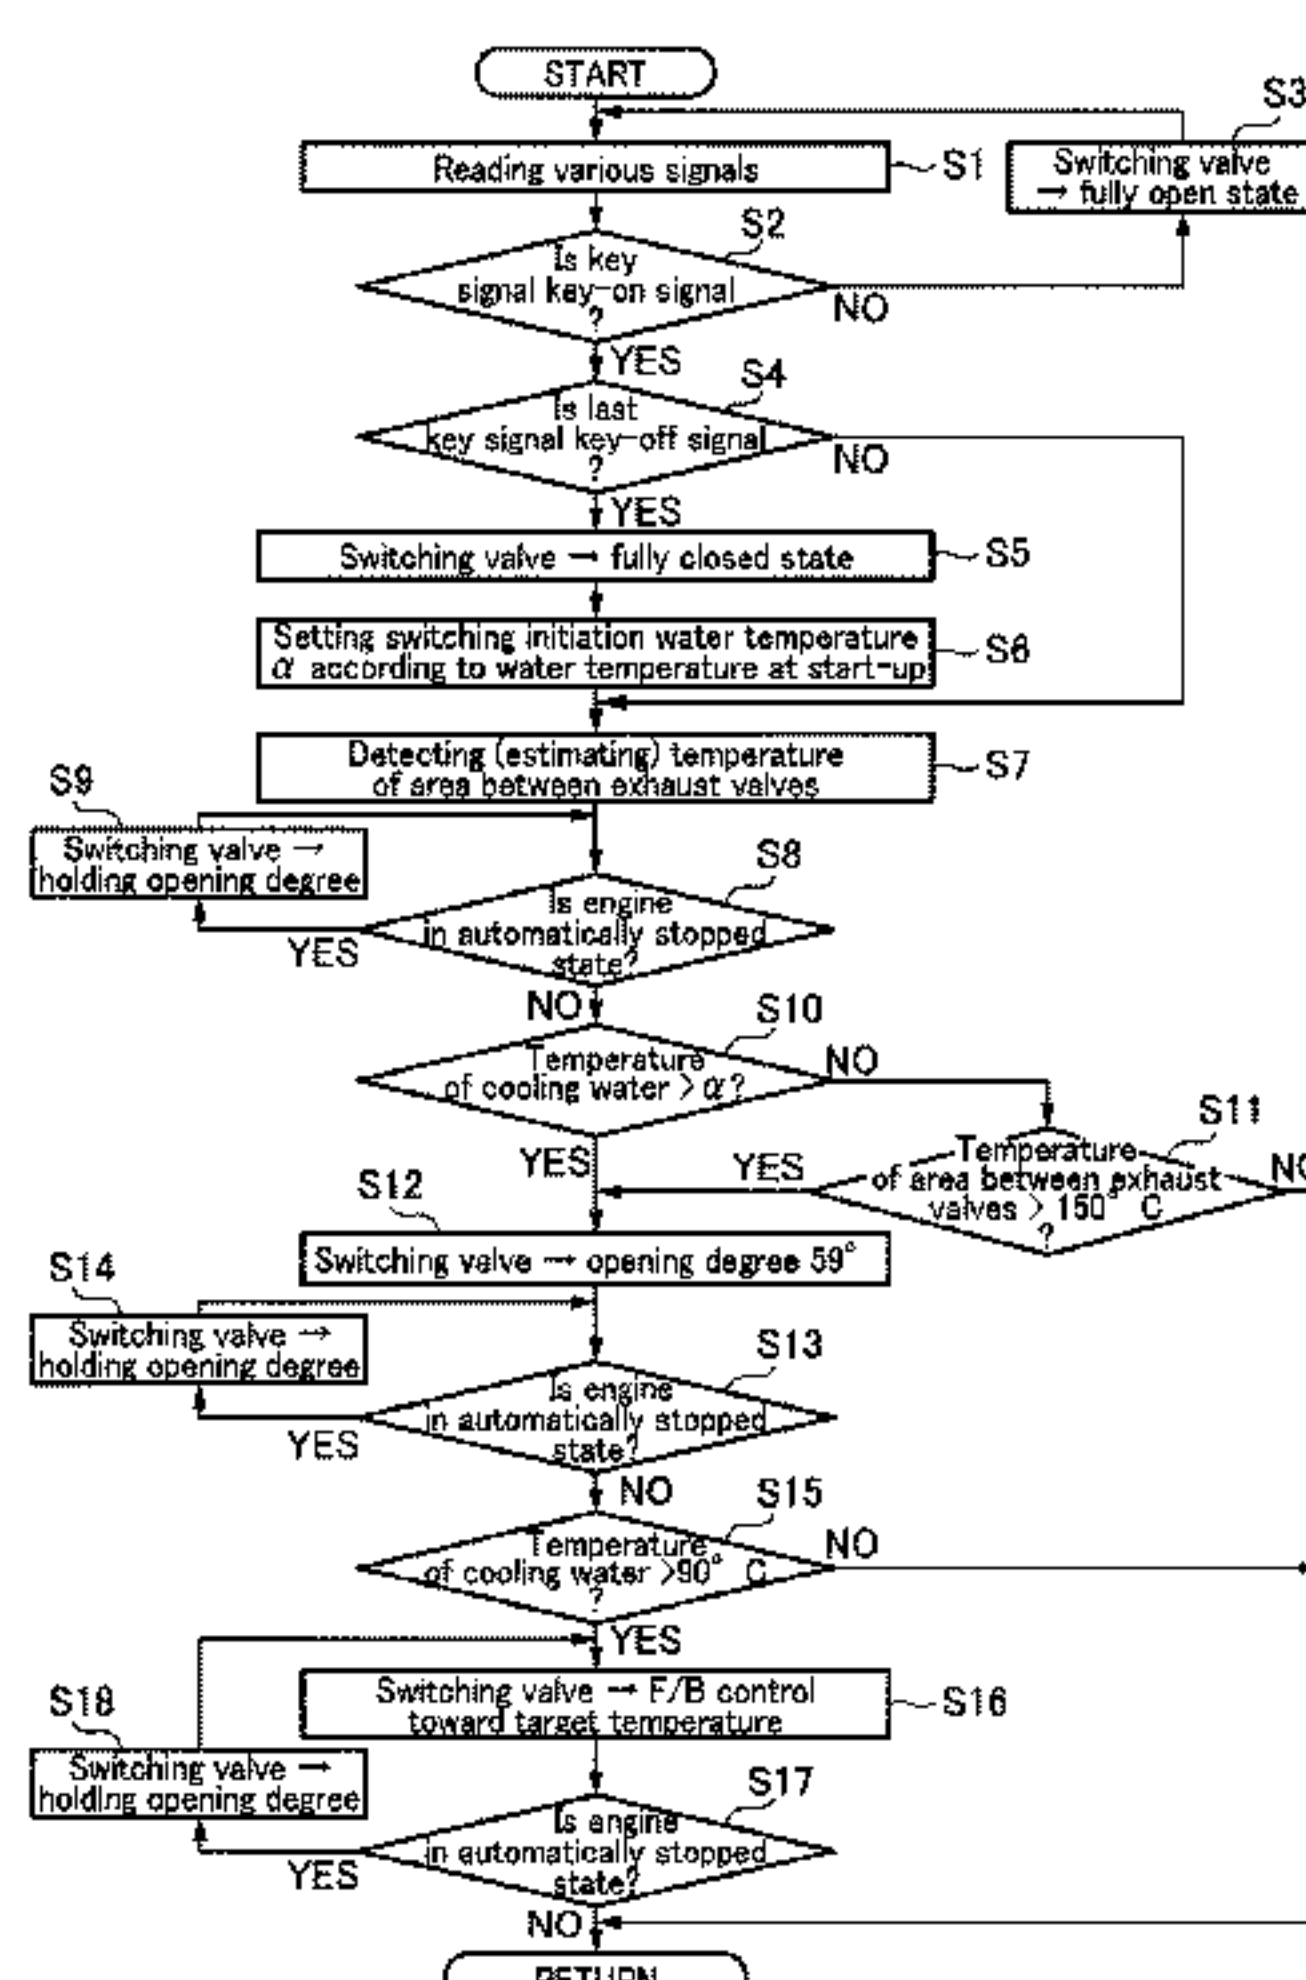 START
S3
Reading various signals
S1
Switching valve
→ fully open state
S2
Is key
signal key-on signal
?
NO
YES
S4
Is last
key signal key-off signal
?
NO
YES
Switching valve → fully closed state
S5
Setting switching initiation water temperature
α according to water temperature at start-up
S6
Detecting (estimating) temperature
of area between exhaust valves
S7
S9
Switching valve →
holding opening degree
S8
Is engine
in automatically stopped
state?
YES
NO
S10
Temperature
of cooling water > α?
NO
YES
S11
Temperature
of area between exhaust
valves > 150° C
?
YES
NO
S12
Switching valve → opening degree 59°
S14
Switching valve →
holding opening degree
S13
Is engine
in automatically stopped
state?
YES
NO
S15
Temperature
of cooling water >90° C
?
NO
YES
Switching valve → F/B control
toward target temperature
S16
S18
Switching valve →
holding opening degree
S17
Is engine
in automatically stopped
state?
YES
NO
RETURN